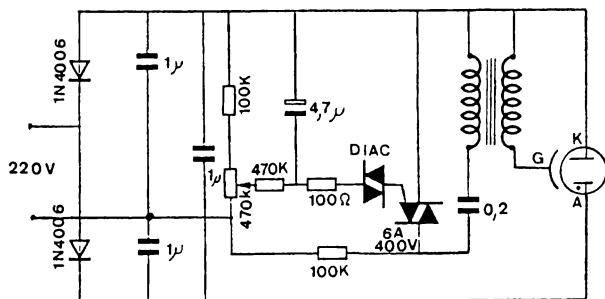 1N4006
220V
1N4006
1µ
1µ
100K
1µ
470K
4,7µ
470K
100Ω
DIAC
6A
400V
100K
0,2
G
K
A